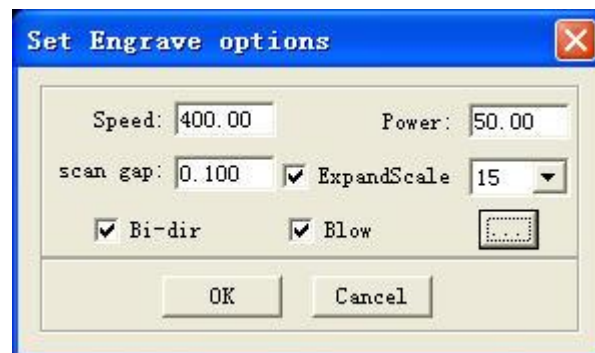 Set Engrave options
Speed: 400.00 Power: 50.00
scan gap: 0.100 ExpandScale 15
Bi-dir Blow ...
OK Cancel